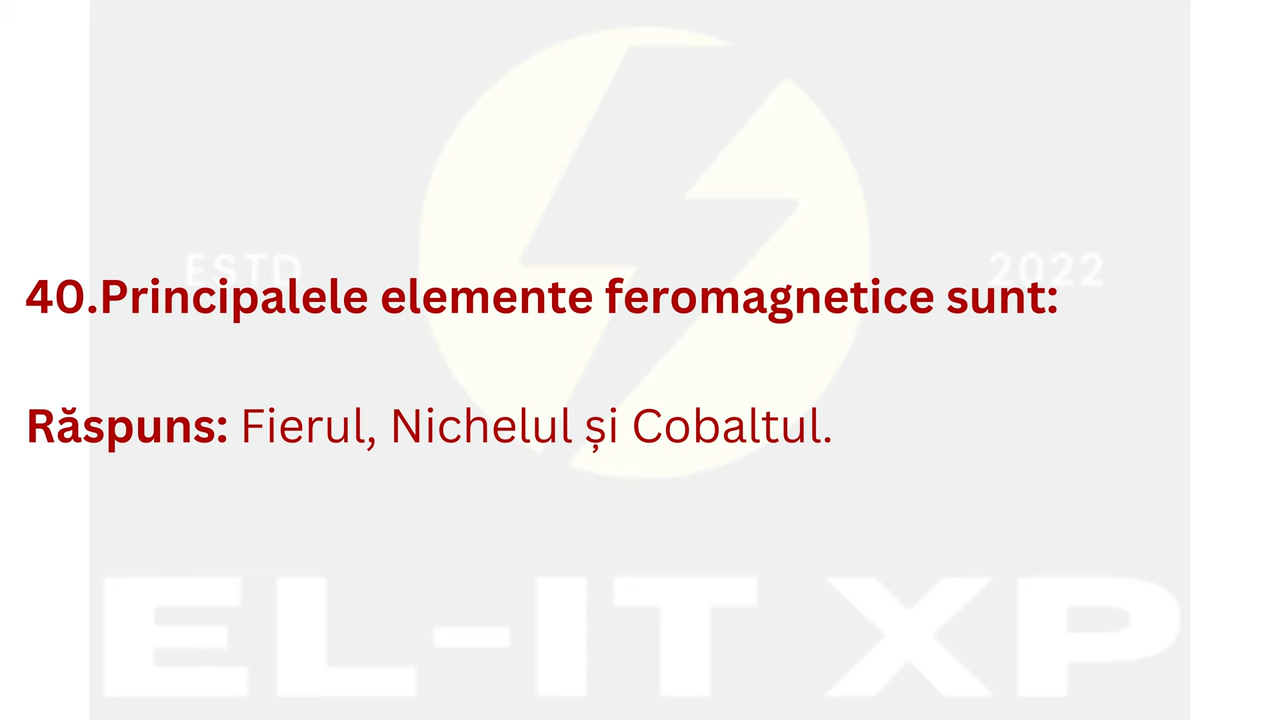 ESTD 2022
40.Principalele elemente feromagnetice sunt:
Răspuns: Fierul, Nichelul și Cobaltul.
EL-IT XP